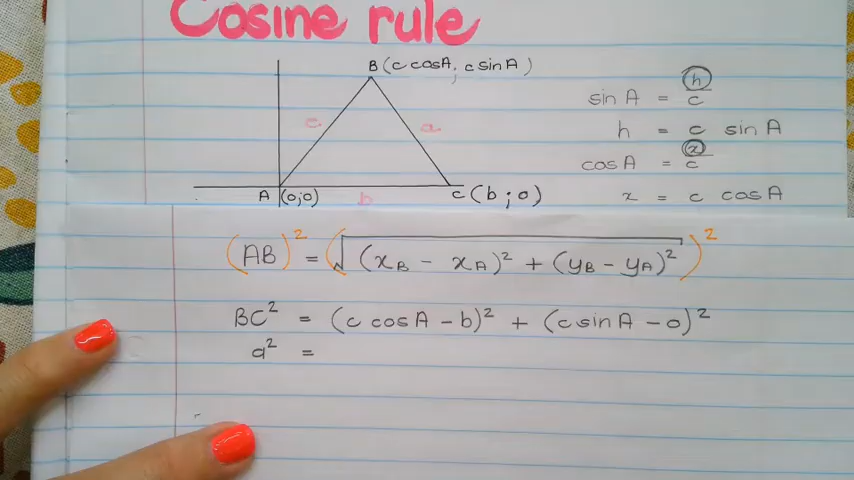 Cosine rule
B (c cosA ; c sinA )
c
a
A (0;0)
b
C (b ; 0)
sin A = h/c
h = c sin A
cos A = x/c
x = c cos A
(AB)² = (√(x_B - x_A)² + (y_B - y_A)²)²
BC² = (c cosA - b)² + (c sin A - 0)²
a² =